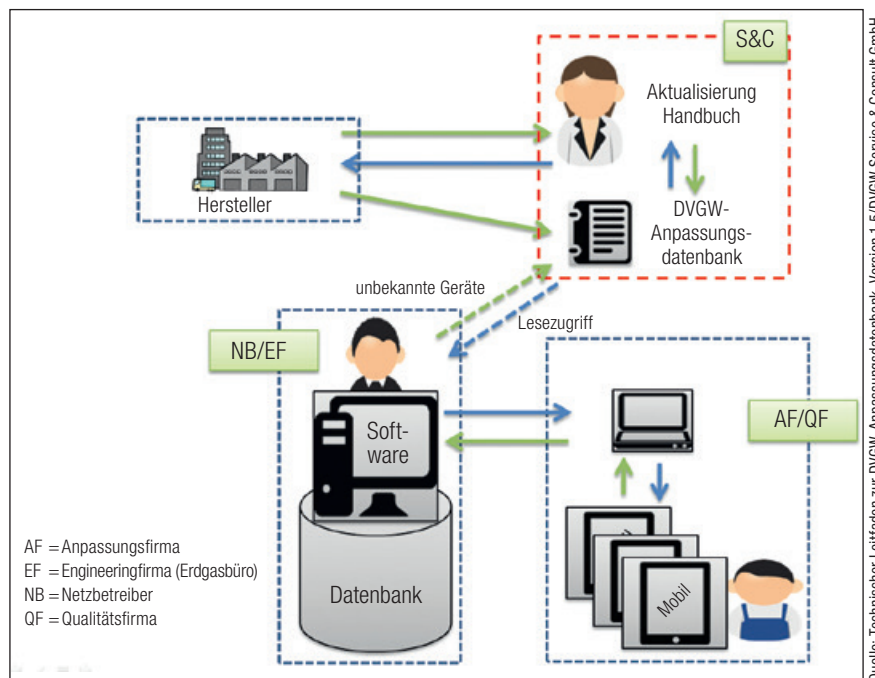 S&C
Aktualisierung
Handbuch
Hersteller
DVGW-
Anpassungs-
datenbank
unbekannte Geräte
Lesezugriff
NB/EF
Soft-
ware
AF/QF
Datenbank
Mobil
AF = Anpassungsfirma
EF = Engineeringfirma (Erdgasbüro)
NB = Netzbetreiber
QF = Qualitätsfirma
Quelle: Technischer Leitfaden zur DVGW-Anpassungsdatenbank, Version 1.5/DVGW Service & Consult GmbH